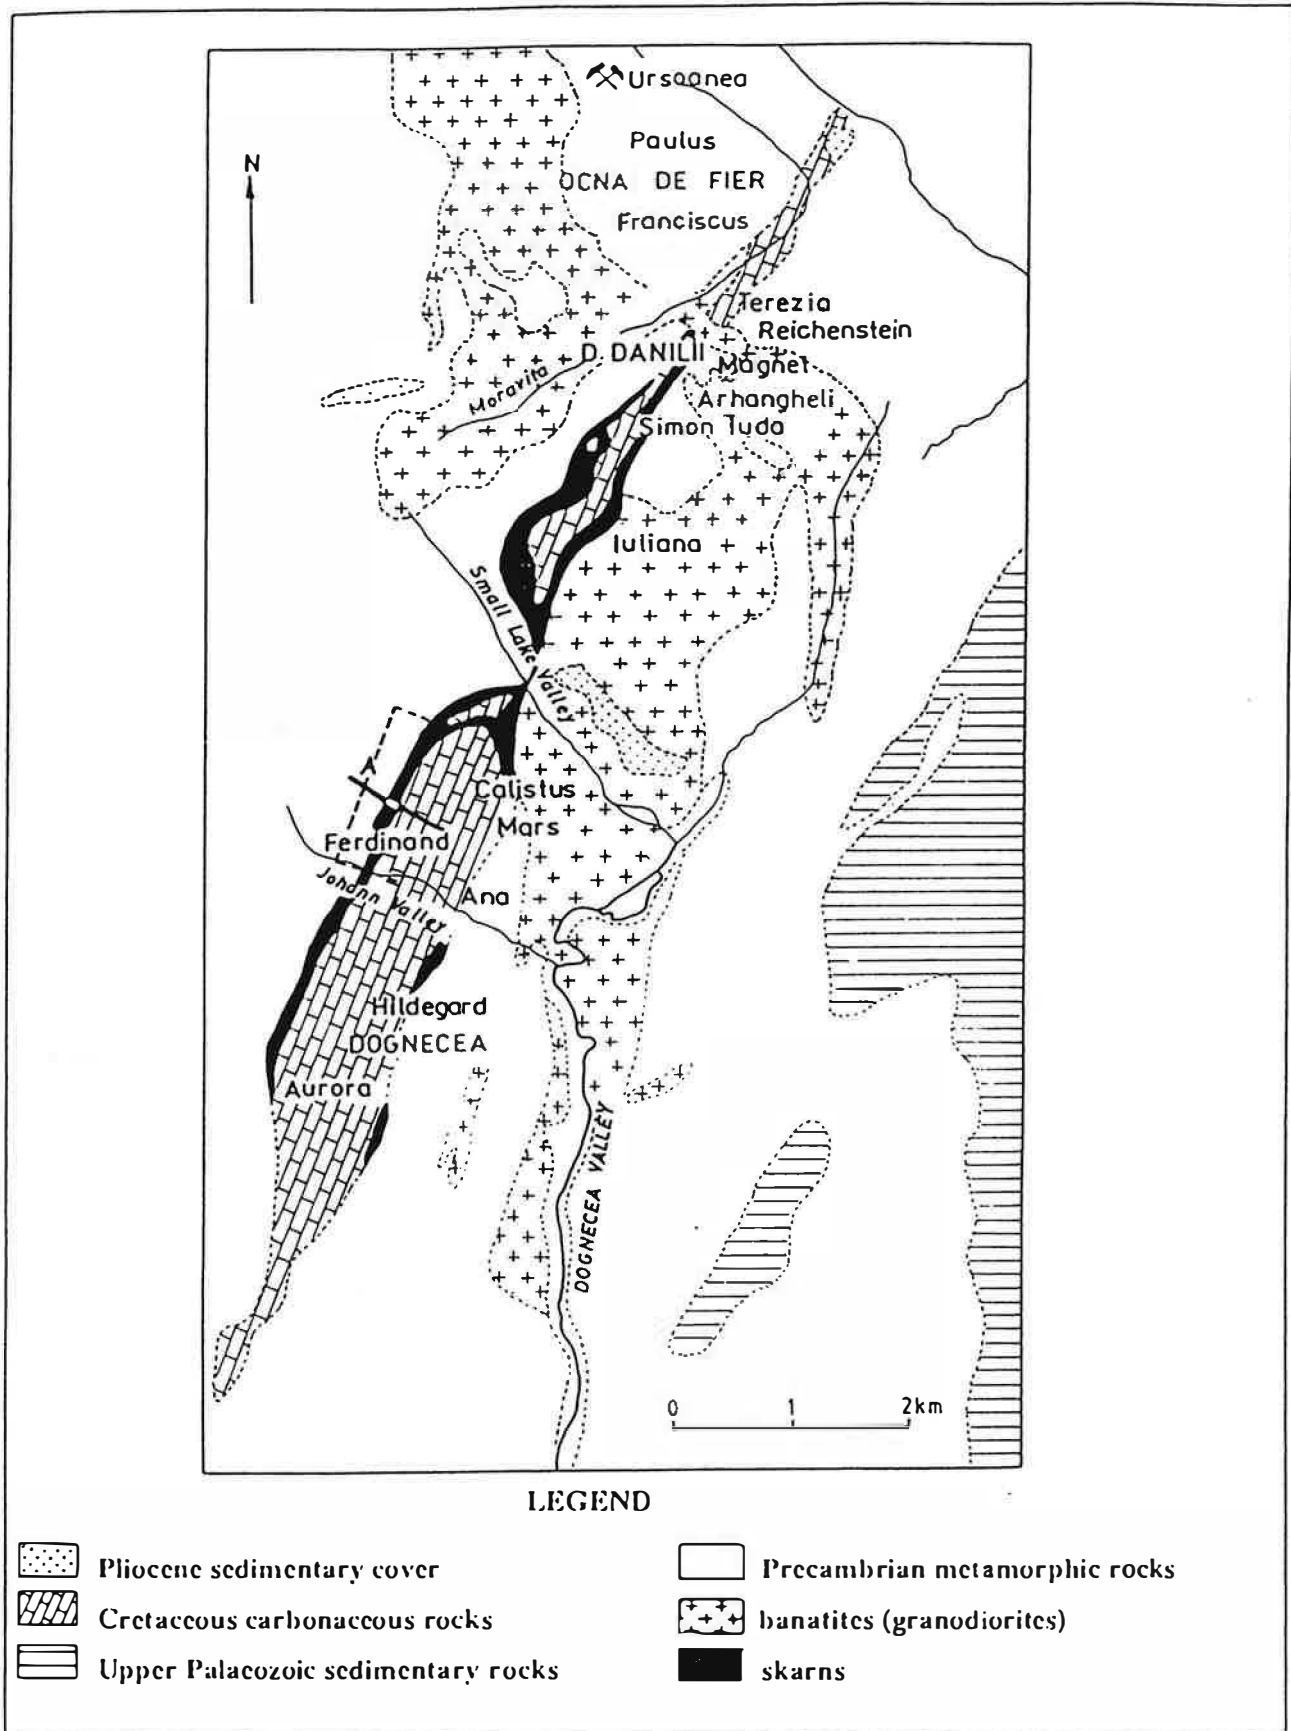 Ursoanea
Paulus
N
OCNA DE FIER
Franciscus
Terezia
Reichenstein
D. DANILII
Magnet
Moravita
Arhangheli
Simon Iuda
Iuliana
Small Lake Valley
A
Calistus
Mars
Ferdinand
Johann Valley
Ana
Hildegard
DOGNECEA
Aurora
DOGNECEA VALLEY
0 1 2km
LEGEND
Pliocene sedimentary cover
Cretaceous carbonaceous rocks
Upper Palaeozoic sedimentary rocks
Precambrian metamorphic rocks
banatites (granodiorites)
skarns